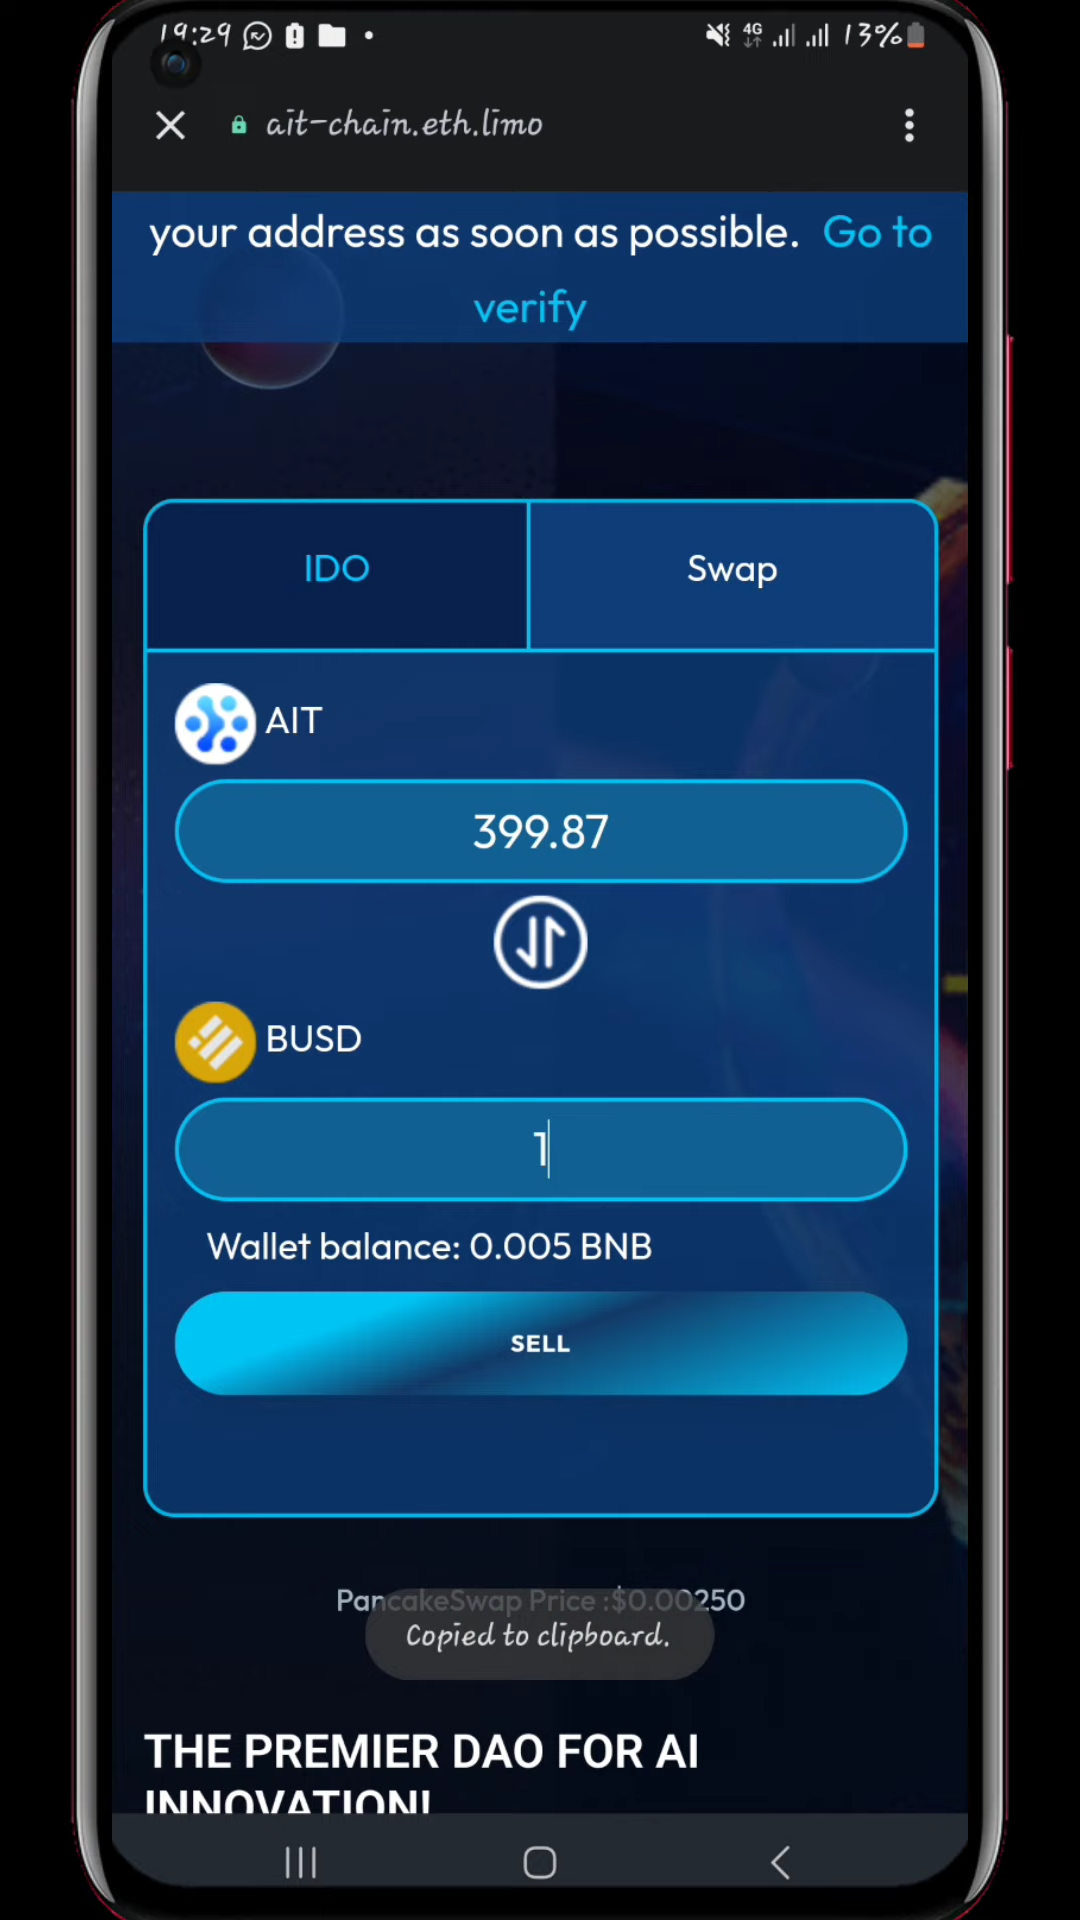 19:29
4G
13%
ait-chain.eth.limo
your address as soon as possible. Go to
verify
IDO
Swap
AIT
399.87
BUSD
1
Wallet balance: 0.005 BNB
SELL
PancakeSwap Price :$0.00250
Copied to clipboard.
THE PREMIER DAO FOR AI
INNOVATION!